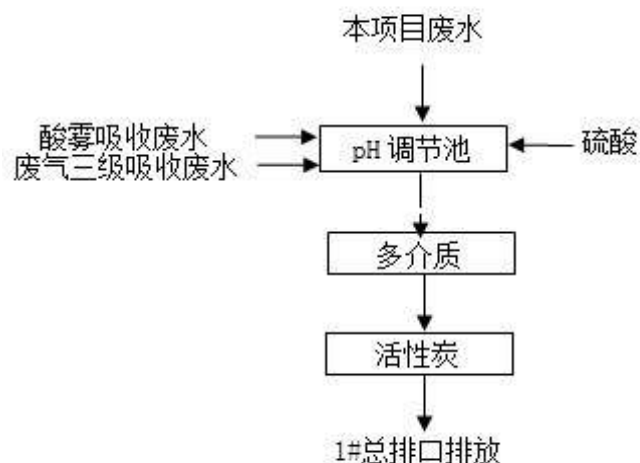 本项目废水
酸雾吸收废水
废气三级吸收废水
pH 调节池
硫酸
多介质
活性炭
1#总排口排放